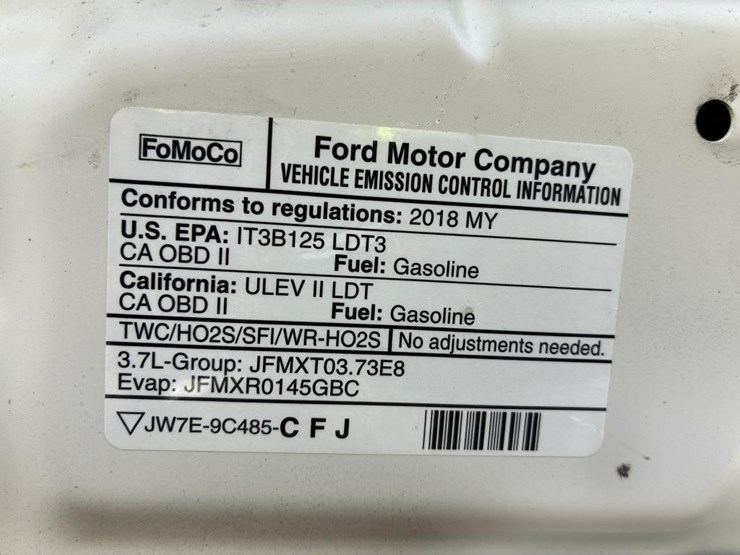 FoMoCo
Ford Motor Company
VEHICLE EMISSION CONTROL INFORMATION
Conforms to regulations: 2018 MY
U.S. EPA: IT3B125 LDT3
CA OBD II Fuel: Gasoline
California: ULEV II LDT
CA OBD II Fuel: Gasoline
TWC/HO2S/SFI/WR-HO2S No adjustments needed.
3.7L-Group: JFMXT03.73E8
Evap: JFMXR0145GBC
JW7E-9C485-C F J